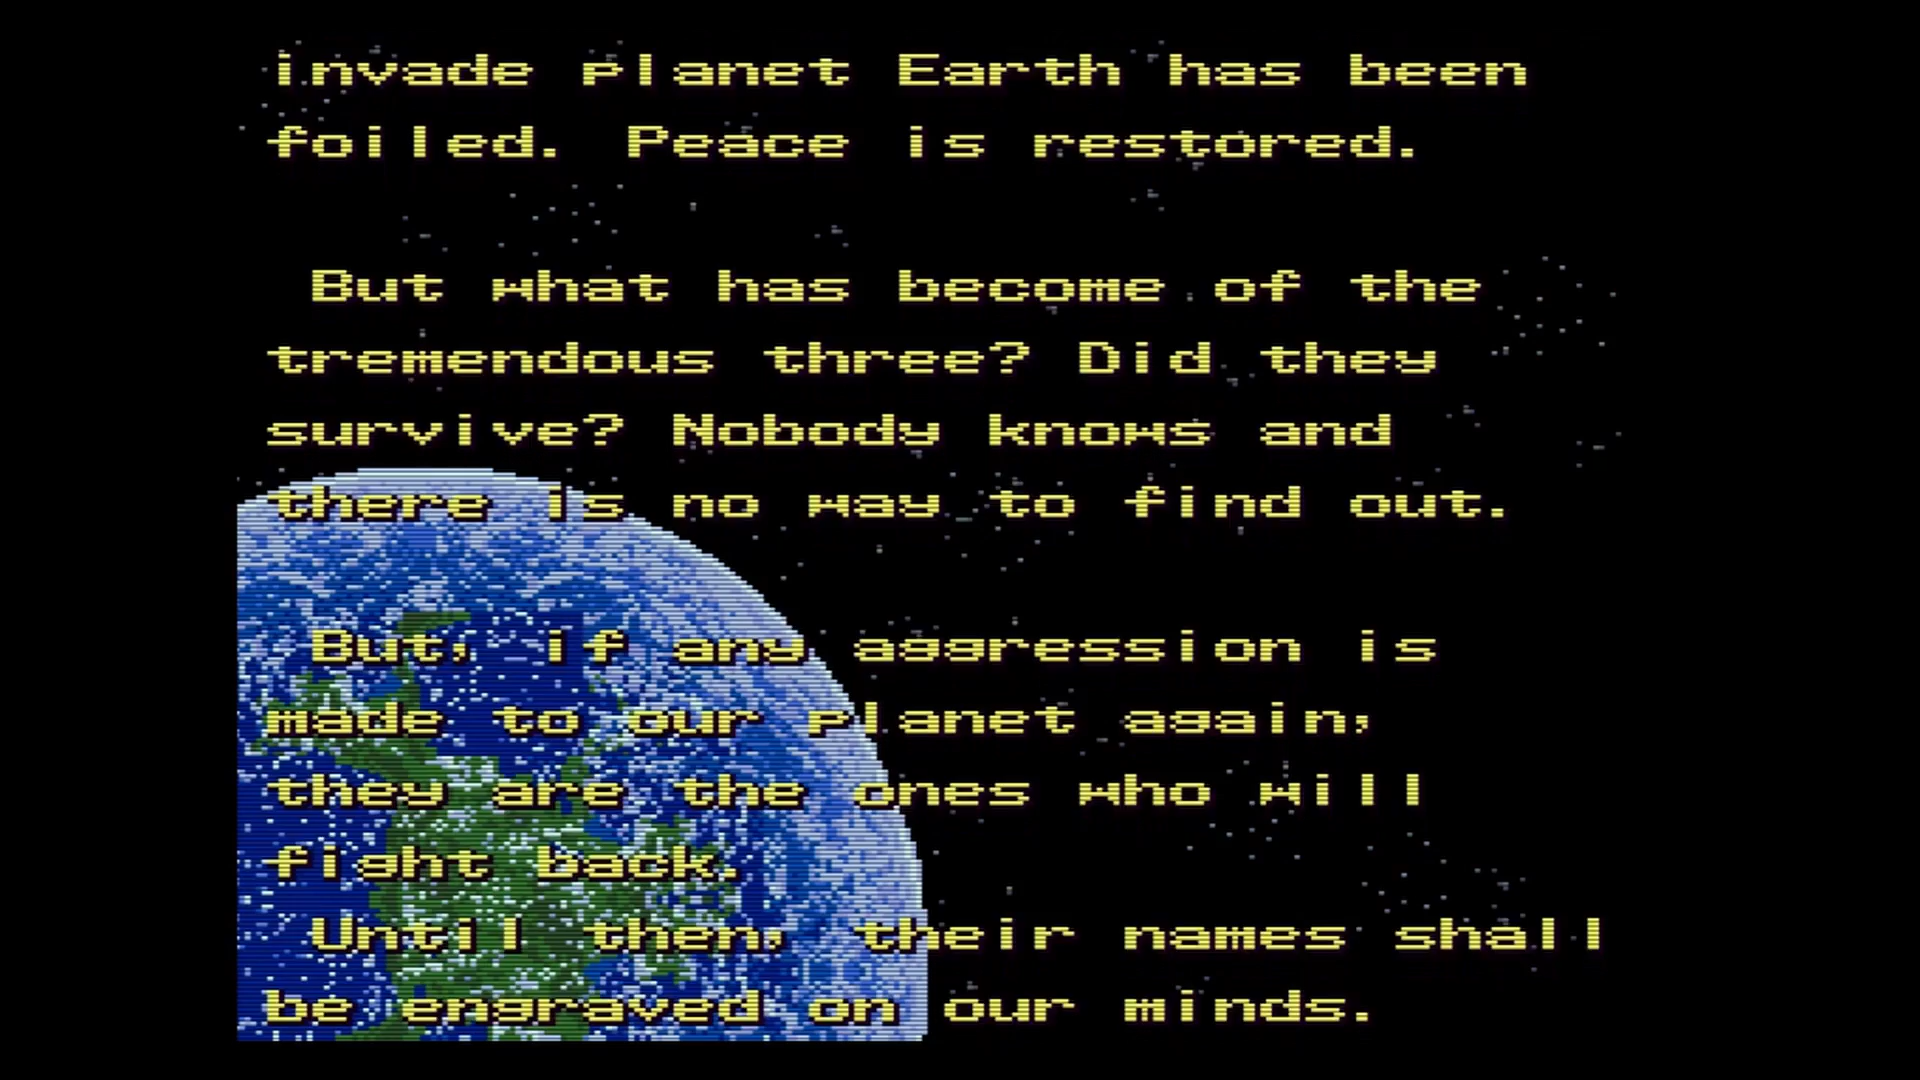 invade planet Earth has been
foiled. Peace is restored.
But what has become of the
tremendous three? Did they
survive? Nobody knows and
there is no way to find out.
But, if any aggression is
made to our planet again,
they are the ones who will
fight back.
Until then, their names shall
be engraved on our minds.